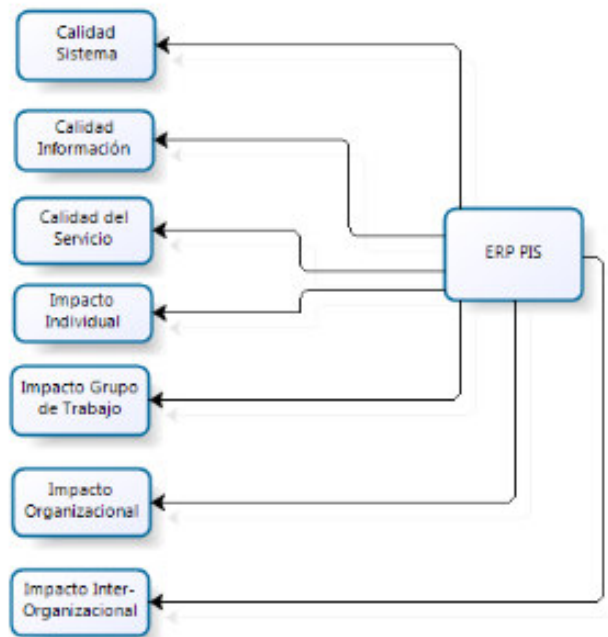 Calidad
Sistema
Calidad
Información
Calidad del
Servicio
ERP PIS
Impacto
Individual
Impacto Grupo
de Trabajo
Impacto
Organizacional
Impacto Inter-
Organizacional